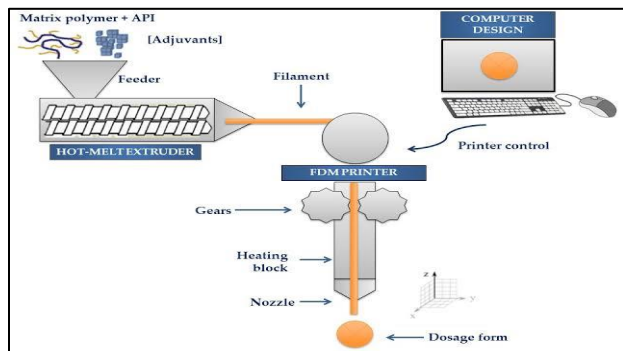 Matrix polymer + API
[Adjuvants]
Feeder
HOT-MELT EXTRUDER
Filament
COMPUTER
DESIGN
Printer control
FDM PRINTER
Gears
Heating
block
Nozzle
Dosage form
z
y
x